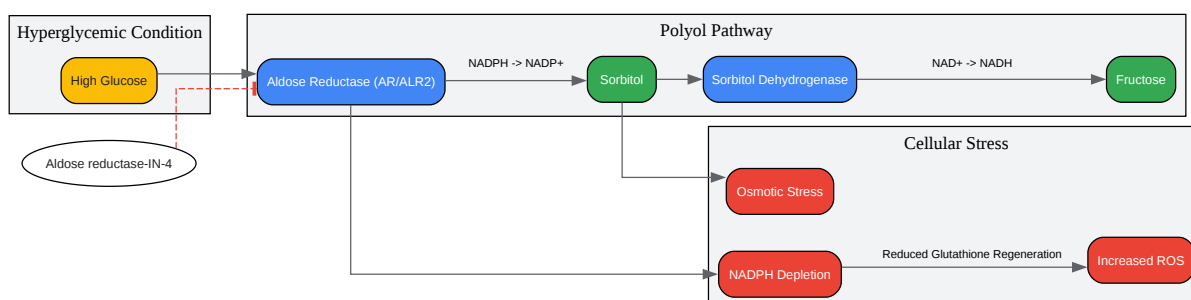 Hyperglycemic Condition
High Glucose
Aldose reductase-IN-4
Polyol Pathway
Aldose Reductase (AR/ALR2)
NADPH -> NADP+
Sorbitol
Sorbitol Dehydrogenase
NAD+ -> NADH
Fructose
Cellular Stress
Osmotic Stress
NADPH Depletion
Reduced Glutathione Regeneration
Increased ROS